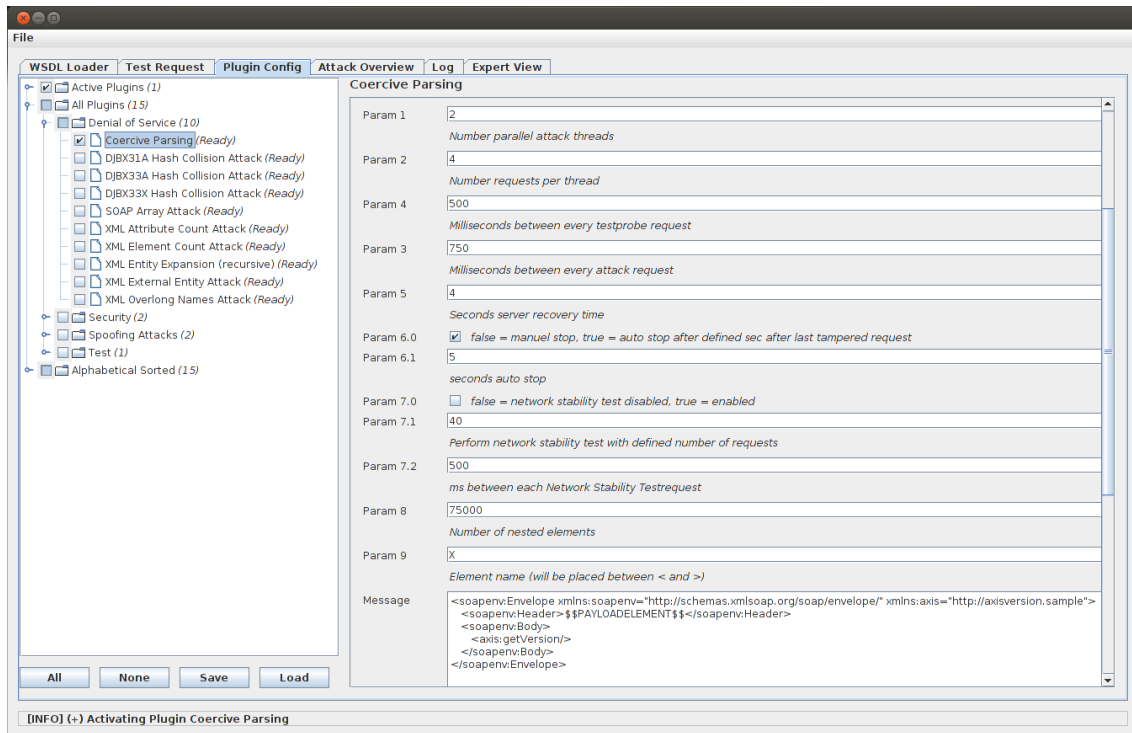 File
WSDL Loader Test Request Plugin Config Attack Overview Log Expert View
Active Plugins (1)
All Plugins (15)
Denial of Service (10)
Coercive Parsing (Ready)
DJBX31A Hash Collision Attack (Ready)
DJBX33A Hash Collision Attack (Ready)
DJBX33X Hash Collision Attack (Ready)
SOAP Array Attack (Ready)
XML Attribute Count Attack (Ready)
XML Element Count Attack (Ready)
XML Entity Expansion (recursive) (Ready)
XML External Entity Attack (Ready)
XML Overlong Names Attack (Ready)
Security (2)
Spoofing Attacks (2)
Test (1)
Alphabetical Sorted (15)
All None Save Load
Coercive Parsing
Param 1 2
Number parallel attack threads
Param 2 4
Number requests per thread
Param 4 500
Milliseconds between every testprobe request
Param 3 750
Milliseconds between every attack request
Param 5 4
Seconds server recovery time
Param 6.0 false = manuel stop, true = auto stop after defined sec after last tampered request
Param 6.1 5
seconds auto stop
Param 7.0 false = network stability test disabled, true = enabled
Param 7.1 40
Perform network stability test with defined number of requests
Param 7.2 500
ms between each Network Stability Testrequest
Param 8 75000
Number of nested elements
Param 9 X
Element name (will be placed between < and >)
Message <soapenv:Envelope xmlns:soapenv="http://schemas.xmlsoap.org/soap/envelope/" xmlns:axis="http://axisversion.sample">
<soapenv:Header>$$PAYLOADELEMENT$$</soapenv:Header>
<soapenv:Body>
<axis:getVersion/>
</soapenv:Body>
</soapenv:Envelope>
[INFO] (+) Activating Plugin Coercive Parsing